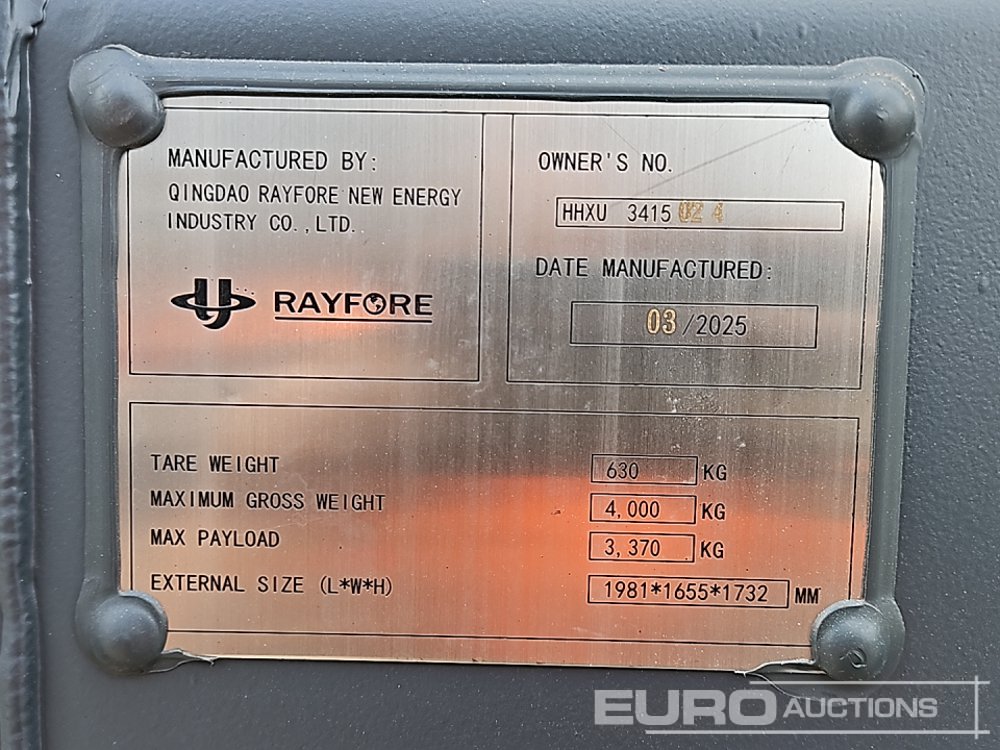 MANUFACTURED BY:
QINGDAO RAYFORE NEW ENERGY
INDUSTRY CO.,LTD..
RAYFORE
OWNER'S NO.
HHXU 3415 02 4
DATE MANUFACTURED:
03/2025
TARE WEIGHT 630 KG
MAXIMUM GROSS WEIGHT 4,000 KG
MAX PAYLOAD 3,370 KG
EXTERNAL SIZE (L*W*H) 1981*1655*1732 MM
EURO AUCTIONS